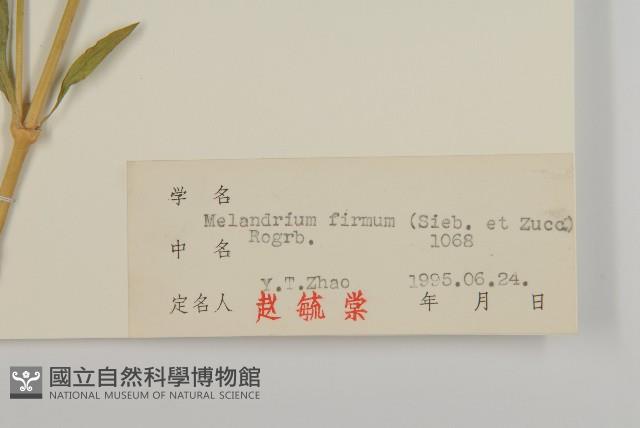 学名
Melandrium firmum (Sieb. et Zucc)
Rogrb.
中名 1068
Y.T.Zhao 1995.06.24.
定名人 赵毓棠 年 月 日
國立自然科學博物館
NATIONAL MUSEUM OF NATURAL SCIENCE